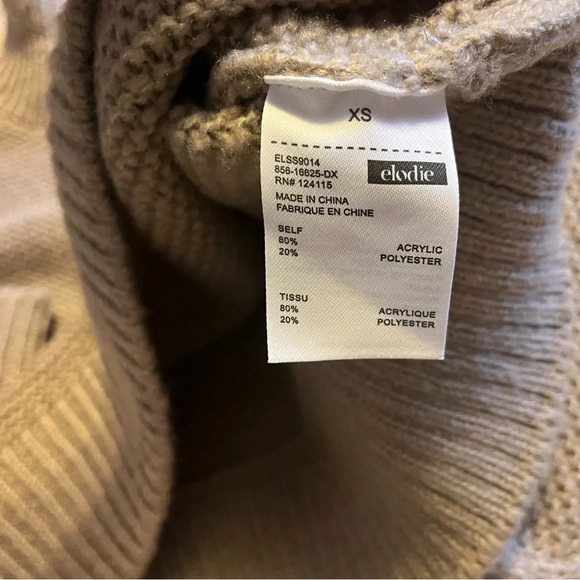 XS
ELSS9014
856-16625-DX
RN# 124115
elodie
MADE IN CHINA
FABRIQUE EN CHINE
SELF
80% ACRYLIC
20% POLYESTER
TISSU
80% ACRYLIQUE
20% POLYESTER